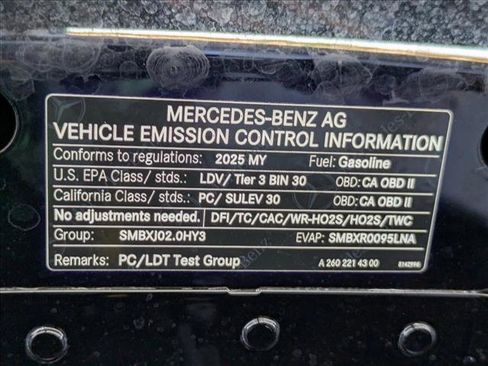 MERCEDES-BENZ AG
VEHICLE EMISSION CONTROL INFORMATION
Conforms to regulations: 2025 MY Fuel: Gasoline
U.S. EPA Class/ stds.: LDV/ Tier 3 BIN 30 OBD: CA OBD II
California Class/ stds.: PC/ SULEV 30 OBD: CA OBD II
No adjustments needed. DFI/TC/CAC/WR-HO2S/HO2S/TWC
Group: SMBXJ02.0HY3 EVAP: SMBXR0095LNA
Remarks: PC/LDT Test Group A 260 221 43 00